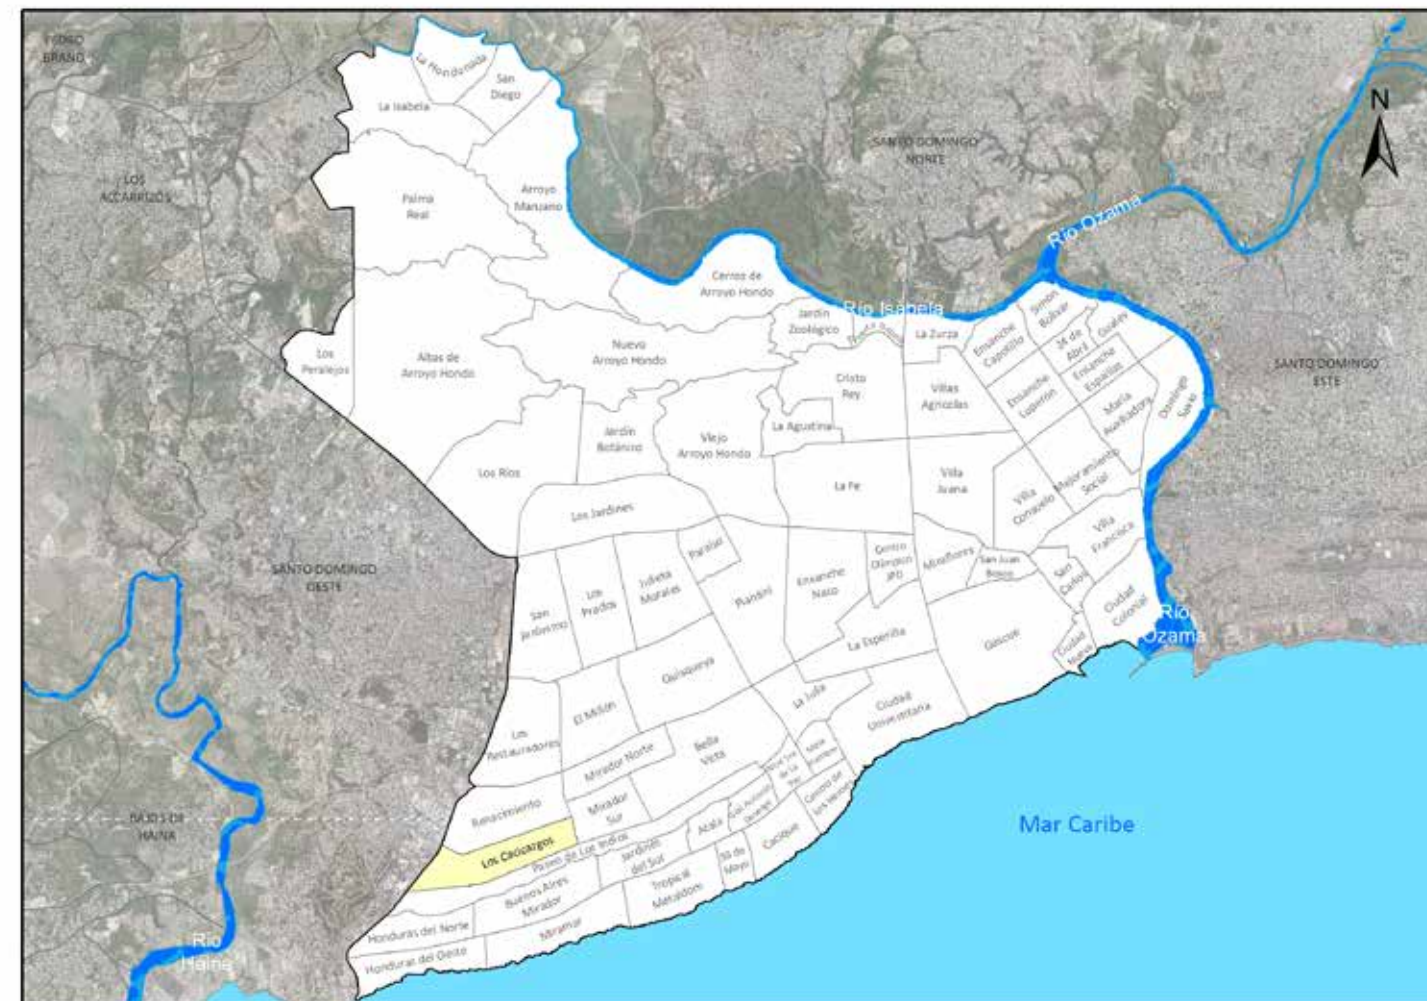 PEDRO
BRAND
La Hondonada
San
Diego
La Isabela
N
SANTO DOMINGO
NORTE
LOS
ALCARRIZOS
Palma
Real
Arroyo
Manzano
Río Ozama
Cerros de
Arroyo Hondo
Río Isabela
Jardín
Zoológico
La Zurza
Ensanche
Capotillo
Simón
Bolívar
24 de
Abril
Gualey
Los
Peralejos
Altos de
Arroyo Hondo
Nuevo
Arroyo Hondo
Cristo
Rey
Villas
Agrícolas
Ensanche
Luperón
Ensanche
Espaillat
María
Auxiliadora
Domingo
Savio
SANTO DOMINGO
ESTE
Los Ríos
Jardín
Botánico
Viejo
Arroyo Hondo
La Agustina
La Fe
Villa
Juana
Villa
Consuelo
Mejoramiento
Social
Villa
Francisca
Los Jardines
SANTO DOMINGO
OESTE
San
Jerónimo
Los
Prados
Julieta
Morales
Paraíso
Piantini
Ensanche
Naco
Centro
Olímpico
JPD
Miraflores
San Juan
Bosco
San
Carlos
Ciudad
Colonial
Río
Ozama
La Esperilla
Gascue
Ciudad
Nueva
Quisqueya
El Millón
La Julia
Ciudad
Universitaria
Los
Restauradores
Mirador Norte
Bella
Vista
Renacimiento
Mirador
Sur
Los Cacicazgos
Paseo de Los Indios
Atala
Jardines
del Sur
Cacique
30 de
Mayo
Tropical
Metaldom
Buenos Aires
Mirador
Miramar
Honduras del Norte
Honduras del Oeste
BAJOS DE
HAINA
Río
Haina
Mar Caribe